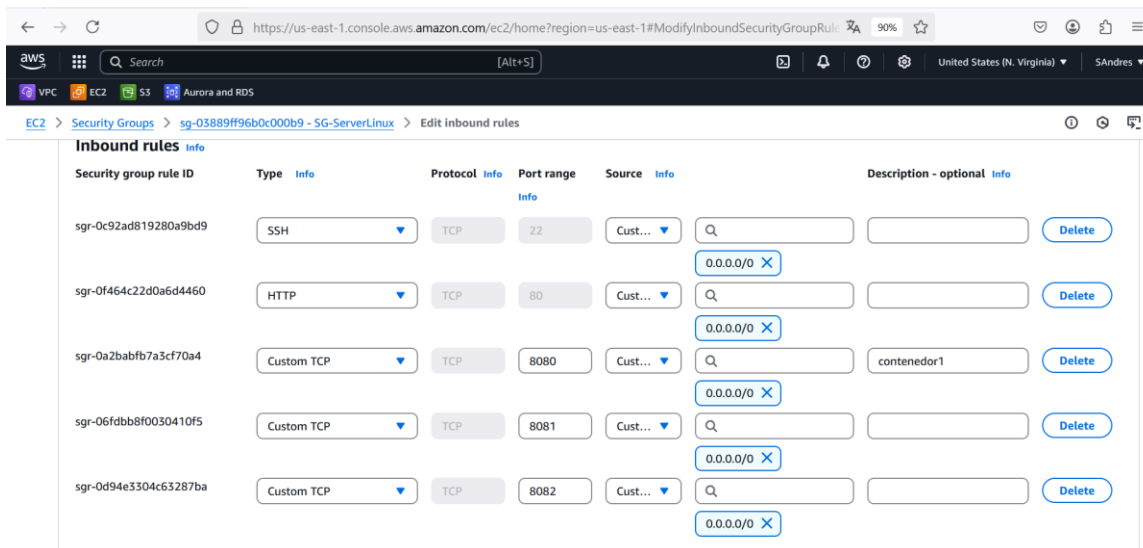 https://us-east-1.console.aws.amazon.com/ec2/home?region=us-east-1#ModifyInboundSecurityGroupRul 90%
aws Search [Alt+S] United States (N. Virginia) SAndres
VPC EC2 S3 Aurora and RDS
EC2 > Security Groups > sg-03889ff96b0c000b9 - SG-ServerLinux > Edit inbound rules
Inbound rules Info
Security group rule ID Type Info Protocol Info Port range Info Source Info Description - optional Info
sgr-0c92ad819280a9bd9 SSH TCP 22 Cust... Delete
0.0.0.0/0
sgr-0f464c22d0a6d4460 HTTP TCP 80 Cust... Delete
0.0.0.0/0
sgr-0a2babfb7a3cf70a4 Custom TCP TCP 8080 Cust... contenedor1 Delete
0.0.0.0/0
sgr-06fdbb8f0030410f5 Custom TCP TCP 8081 Cust... Delete
0.0.0.0/0
sgr-0d94e3304c63287ba Custom TCP TCP 8082 Cust... Delete
0.0.0.0/0